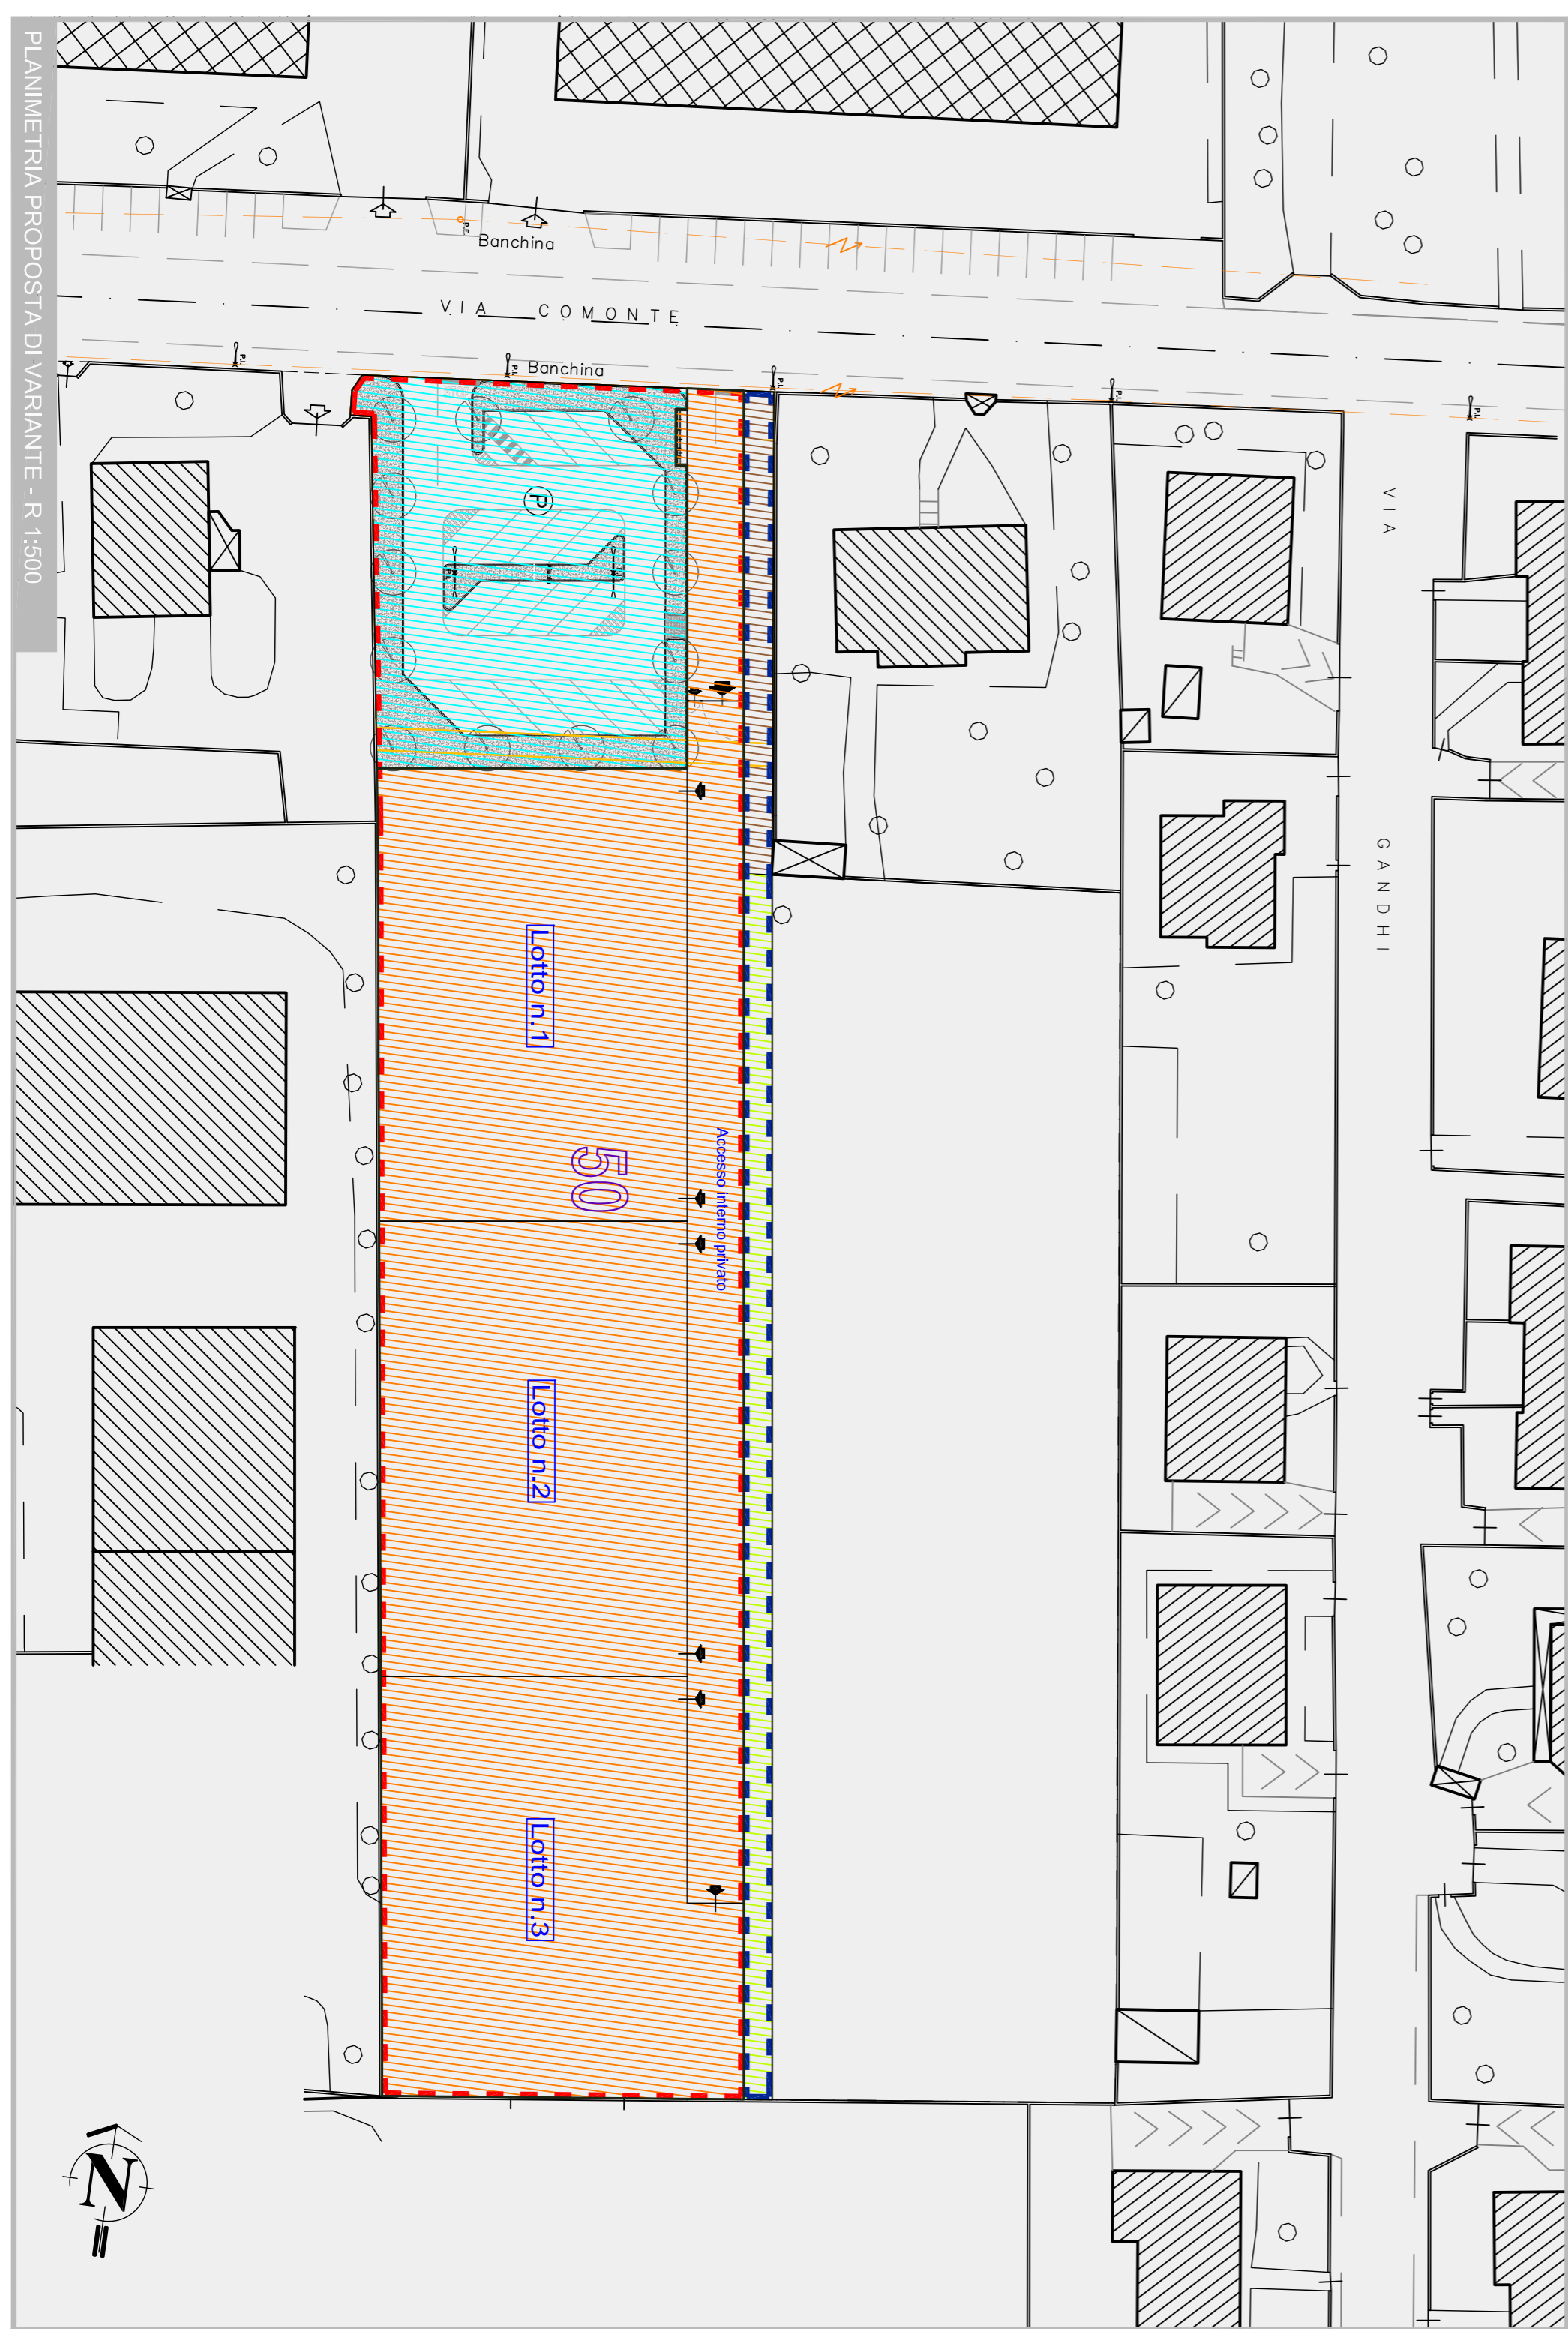 PLANIMETRIA PROPOSTA DI VARIANTE - R 1:500
P.E.
Banchina
VIA COMONTE
Banchina
P.I.
P.I.
P.I.
P.I.
P.I.
VIA GANDHI
P
Lotto n.1
50
Accesso interno privato
Lotto n.2
Lotto n.3
N